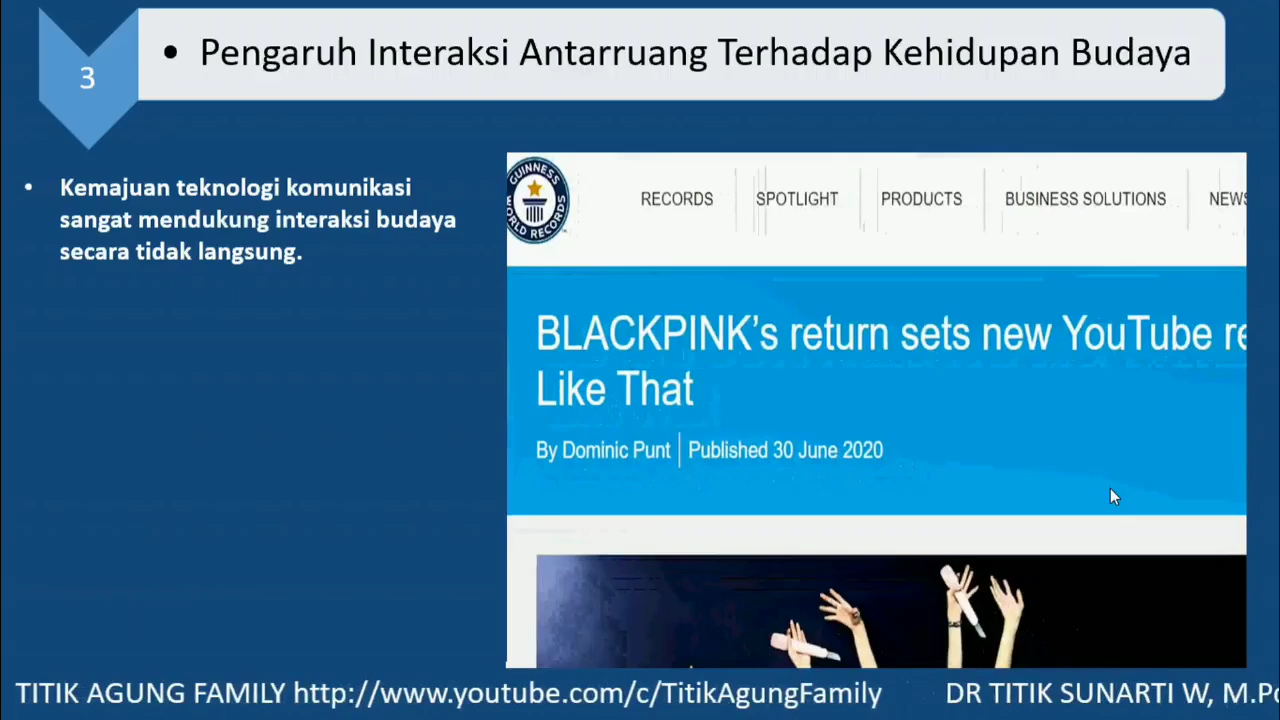 3
• Pengaruh Interaksi Antarruang Terhadap Kehidupan Budaya
• Kemajuan teknologi komunikasi
sangat mendukung interaksi budaya
secara tidak langsung.
GUINNESS
WORLD RECORDS
RECORDS SPOTLIGHT PRODUCTS BUSINESS SOLUTIONS NEWS
BLACKPINK’s return sets new YouTube
Like That
By Dominic Punt | Published 30 June 2020
TITIK AGUNG FAMILY http://www.youtube.com/c/TitikAgungFamily DR TITIK SUNARTI W, M.Pd